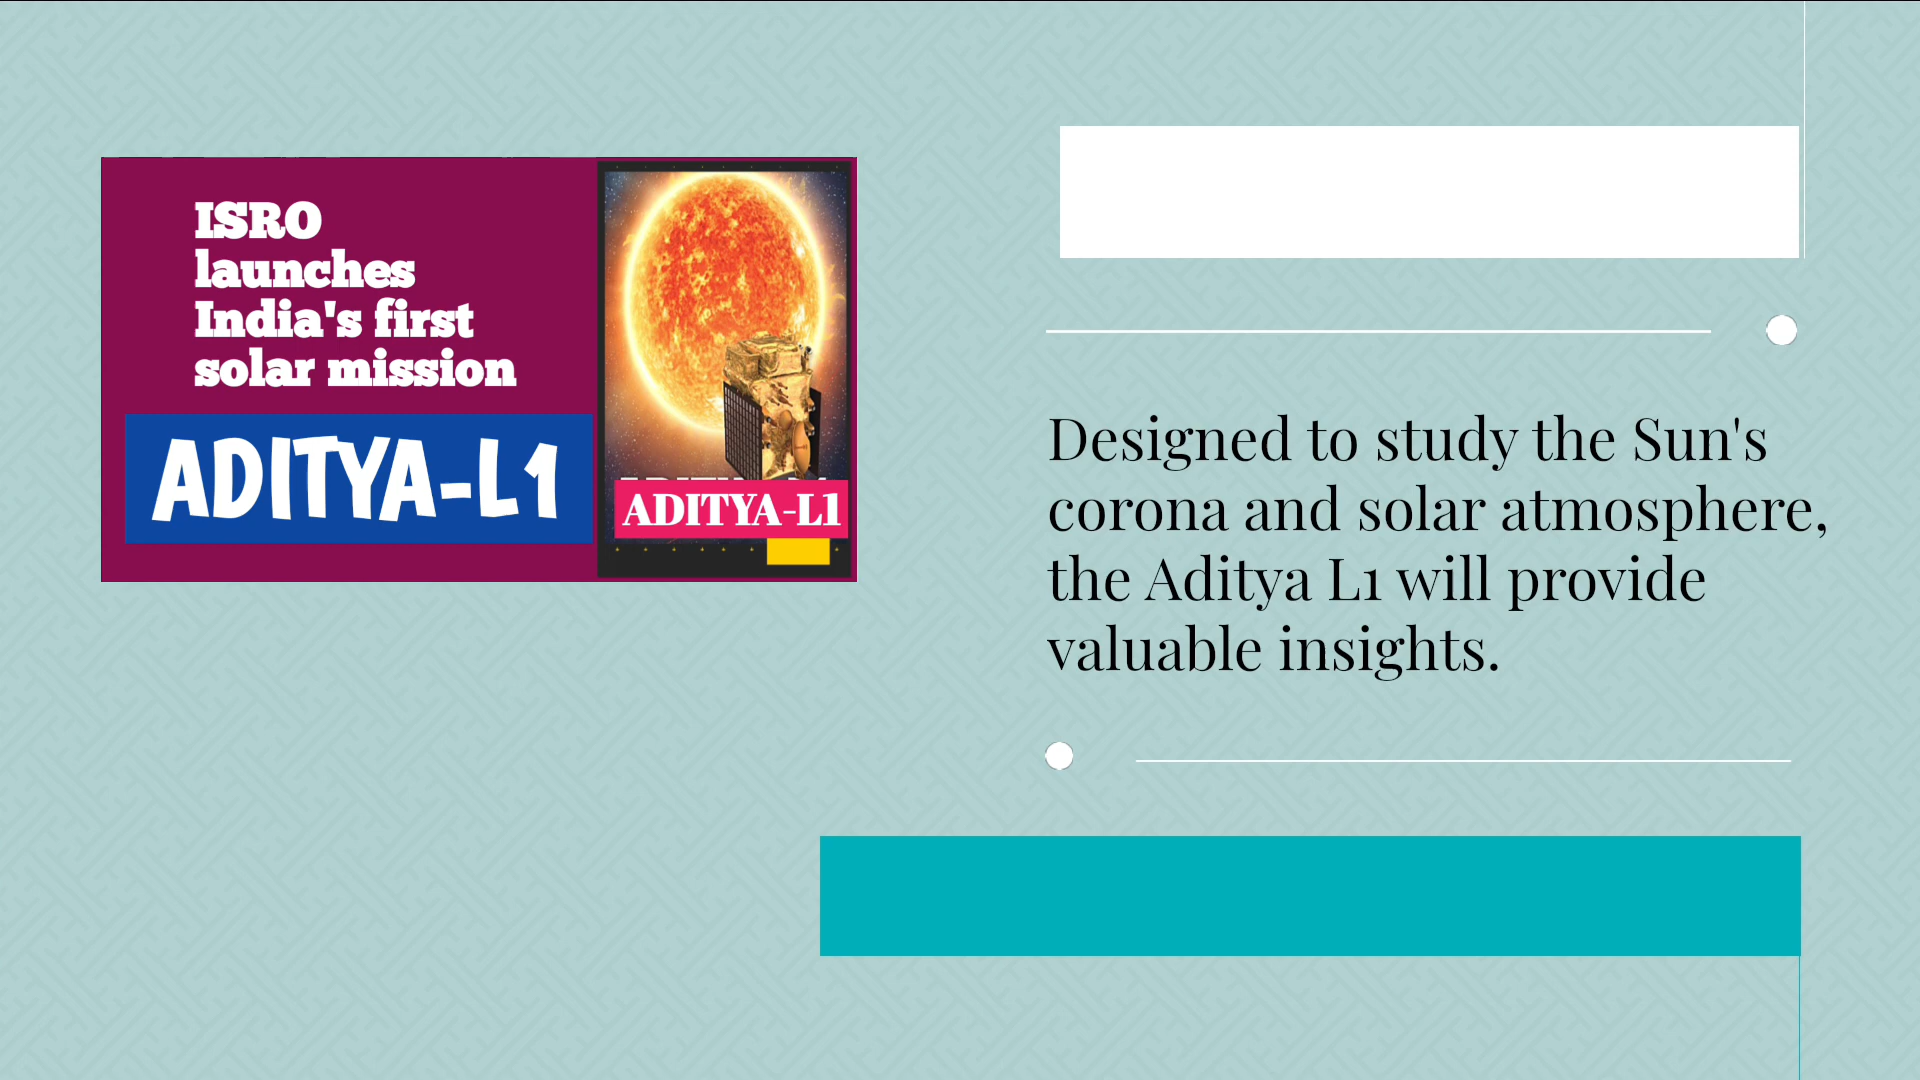 ISRO
launches
India's first
solar mission
ADITYA-L1
ADITYA-L1
Designed to study the Sun's
corona and solar atmosphere,
the Aditya L1 will provide
valuable insights.